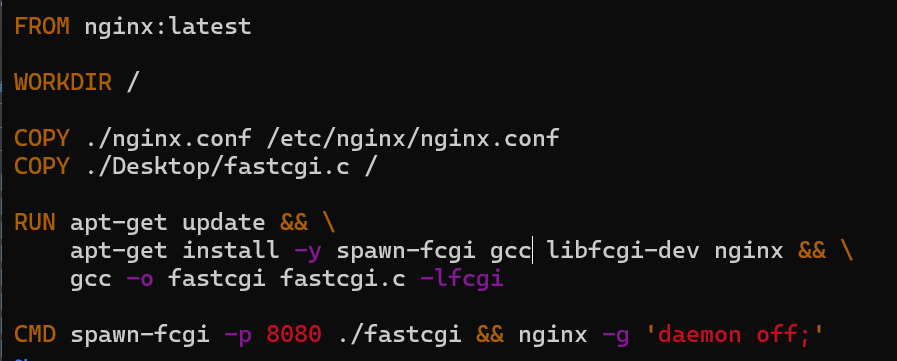 FROM nginx:latest
WORKDIR /
COPY ./nginx.conf /etc/nginx/nginx.conf
COPY ./Desktop/fastcgi.c /
RUN apt-get update && \
    apt-get install -y spawn-fcgi gcc libfcgi-dev nginx && \
    gcc -o fastcgi fastcgi.c -lfcgi
CMD spawn-fcgi -p 8080 ./fastcgi && nginx -g 'daemon off;'